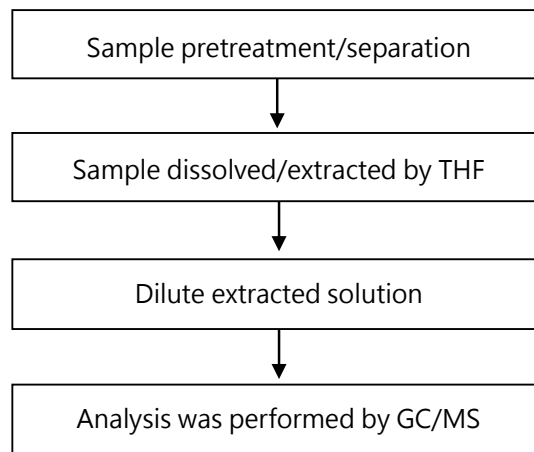 Sample pretreatment/separation
Sample dissolved/extracted by THF
Dilute extracted solution
Analysis was performed by GC/MS